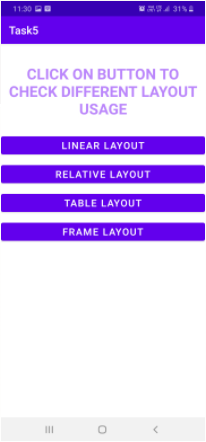 11:30 31%
Task5
CLICK ON BUTTON TO
CHECK DIFFERENT LAYOUT
USAGE
LINEAR LAYOUT
RELATIVE LAYOUT
TABLE LAYOUT
FRAME LAYOUT